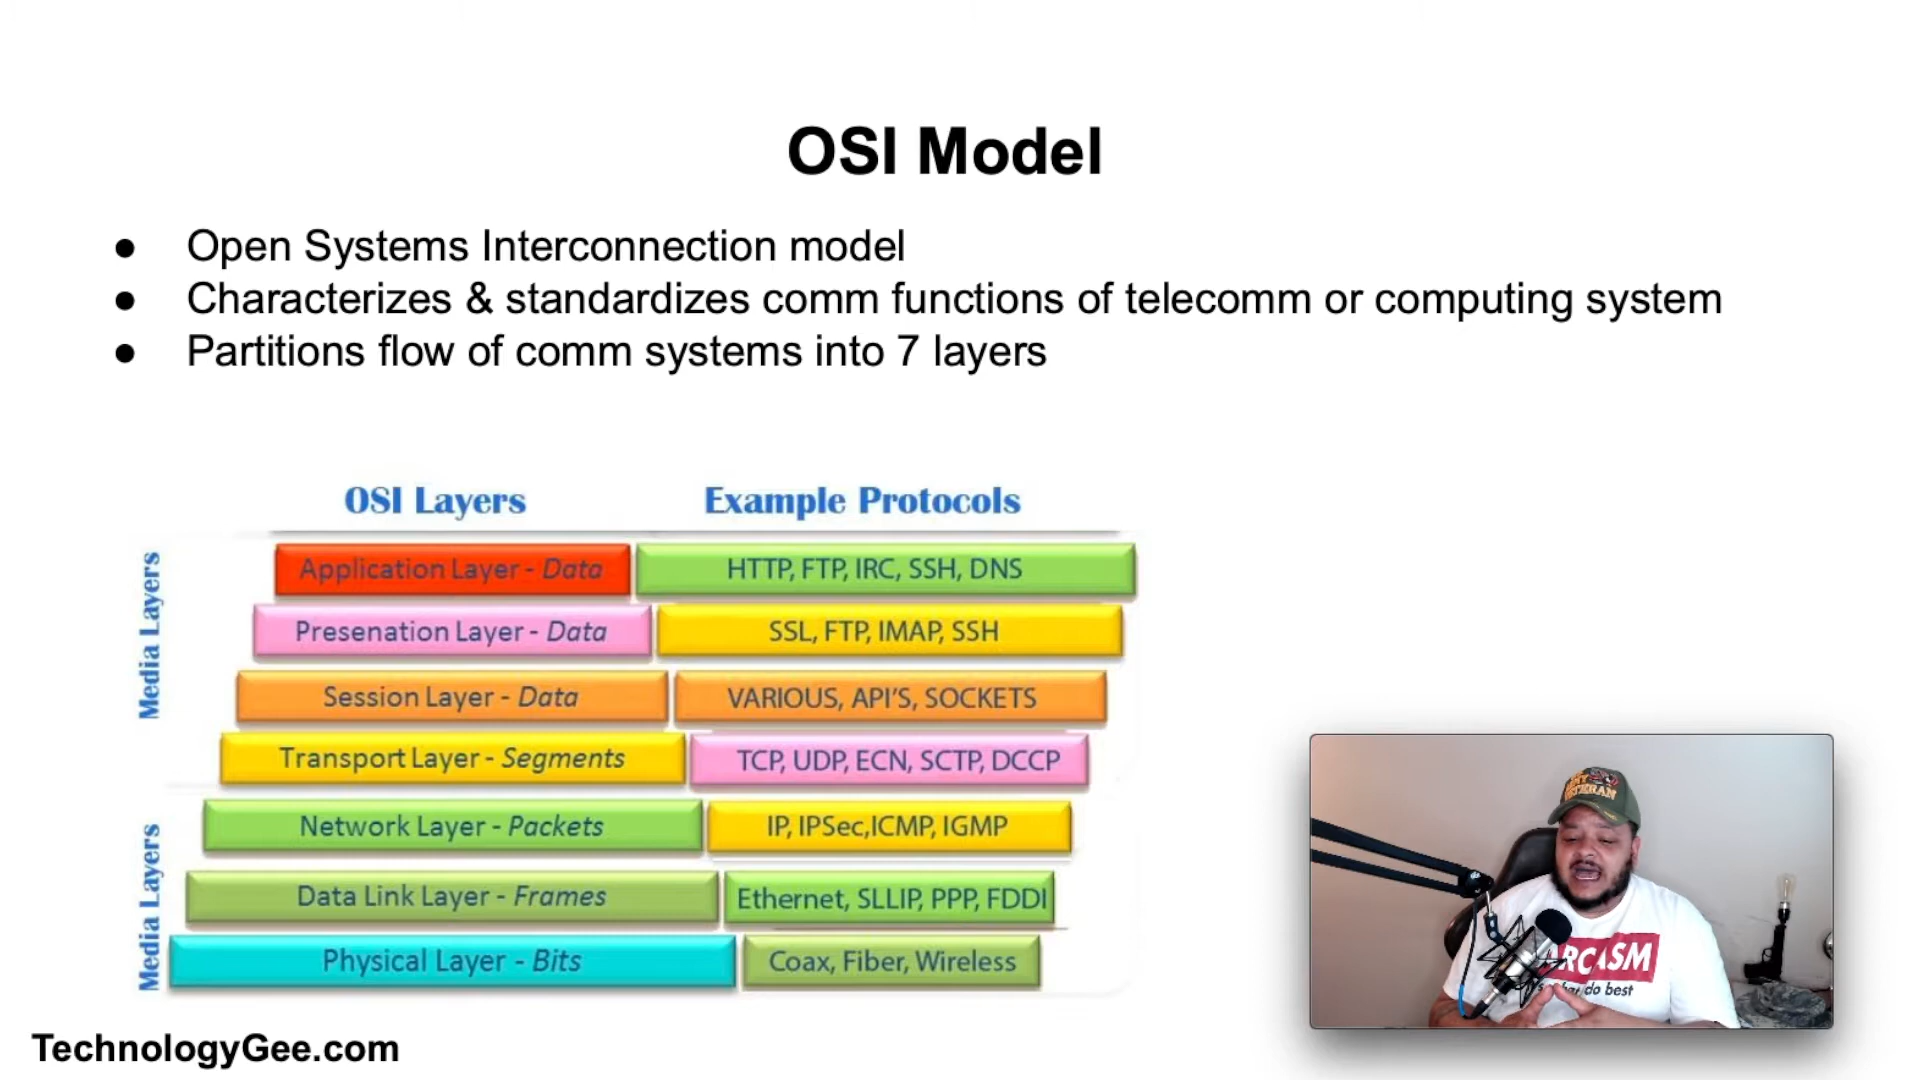 OSI Model
● Open Systems Interconnection model
● Characterizes & standardizes comm functions of telecomm or computing system
● Partitions flow of comm systems into 7 layers
OSI Layers Example Protocols
Media Layers
Application Layer - Data HTTP, FTP, IRC, SSH, DNS
Presenation Layer - Data SSL, FTP, IMAP, SSH
Session Layer - Data VARIOUS, API'S, SOCKETS
Transport Layer - Segments TCP, UDP, ECN, SCTP, DCCP
Media Layers
Network Layer - Packets IP, IPSec,ICMP, IGMP
Data Link Layer - Frames Ethernet, SLLIP, PPP, FDDI
Physical Layer - Bits Coax, Fiber, Wireless
VETERAN
do best
TechnologyGee.com